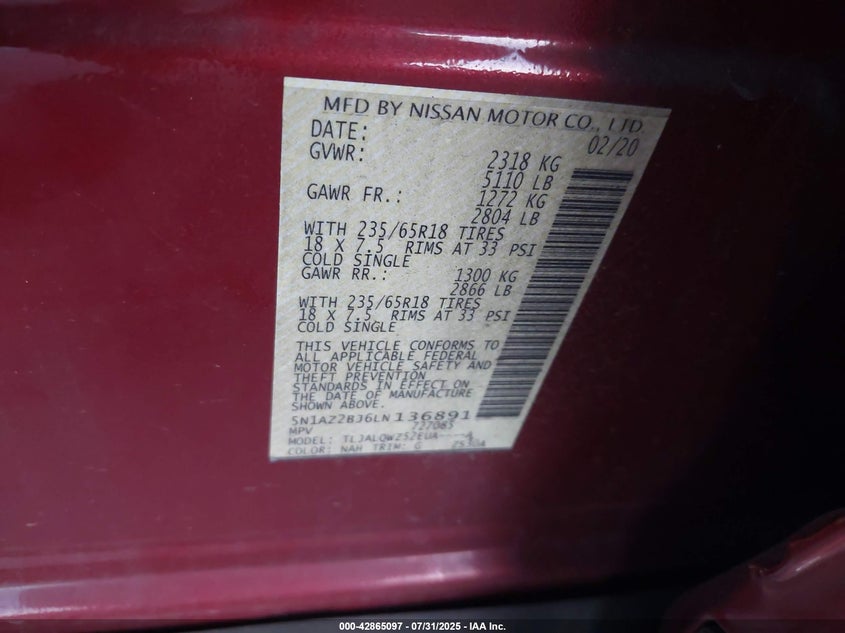 MFD BY NISSAN MOTOR CO., LTD.
DATE: 02/20
GVWR: 2318 KG
5110 LB
GAWR FR.: 1272 KG
2804 LB
WITH 235/65R18 TIRES
18 X 7.5 RIMS AT 33 PSI
COLD SINGLE
GAWR RR.: 1300 KG
2866 LB
WITH 235/65R18 TIRES
18 X 7.5 RIMS AT 33 PSI
COLD SINGLE
THIS VEHICLE CONFORMS TO
ALL APPLICABLE FEDERAL
MOTOR VEHICLE SAFETY AND
THEFT PREVENTION
STANDARDS IN EFFECT ON
THE DATE OF MANUFACTURE
SHOWN ABOVE.
5N1AZ2BJ6LN136891
MPV 727085
MODEL: TLJALQWZ52EUA----A
COLOR: NAH TRIM: G 25304
000-42865097 - 07/31/2025 - IAA Inc.